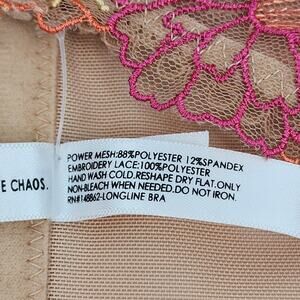 POWER MESH:88%POLYESTER 12%SPANDEX
EMBROIDERY LACE:100%POLYESTER
HAND WASH COLD.RESHAPE DRY FLAT.ONLY
NON-BLEACH WHEN NEEDED.DO NOT IRON.
RN#148862-LONGLINE BRA
E CHAOS.